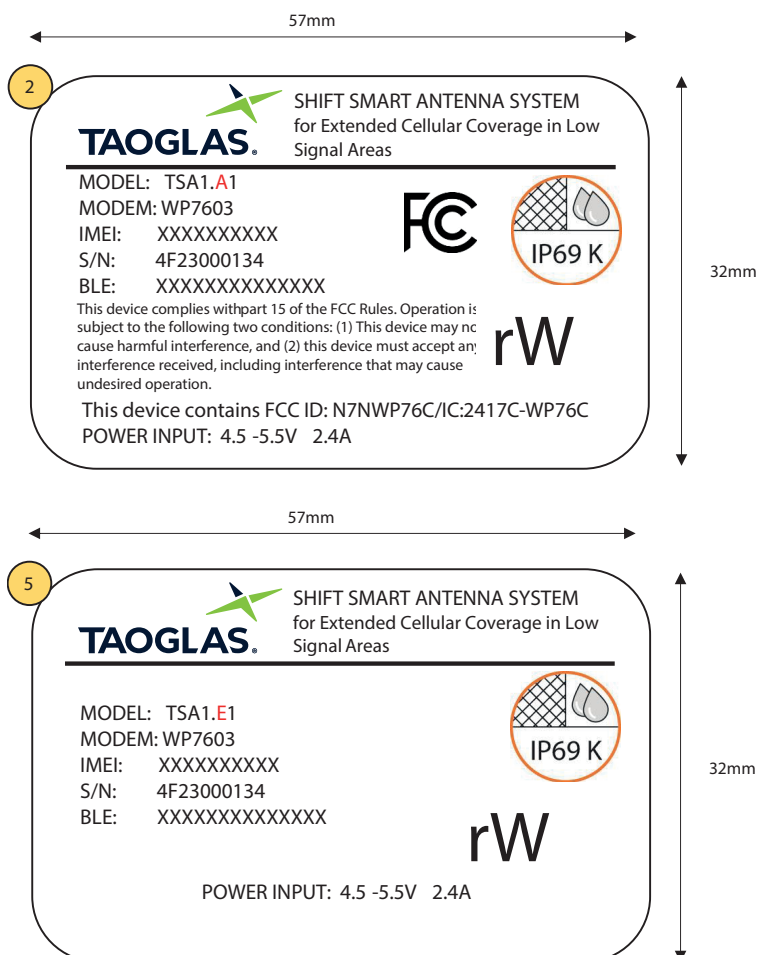 57mm
2
TAOGLAS.
SHIFT SMART ANTENNA SYSTEM
for Extended Cellular Coverage in Low
Signal Areas
MODEL: TSA1.A1
MODEM: WP7603
IMEI: XXXXXXXXXX
S/N: 4F23000134
BLE: XXXXXXXXXXXXXX
FC
IP69 K
32mm
This device complies withpart 15 of the FCC Rules. Operation is
subject to the following two conditions: (1) This device may no
cause harmful interference, and (2) this device must accept any
interference received, including interference that may cause
undesired operation.
rW
This device contains FCC ID: N7NWP76C/IC:2417C-WP76C
POWER INPUT: 4.5 -5.5V 2.4A
57mm
5
TAOGLAS.
SHIFT SMART ANTENNA SYSTEM
for Extended Cellular Coverage in Low
Signal Areas
MODEL: TSA1.E1
MODEM: WP7603
IMEI: XXXXXXXXXX
S/N: 4F23000134
BLE: XXXXXXXXXXXXXX
IP69 K
32mm
rW
POWER INPUT: 4.5 -5.5V 2.4A